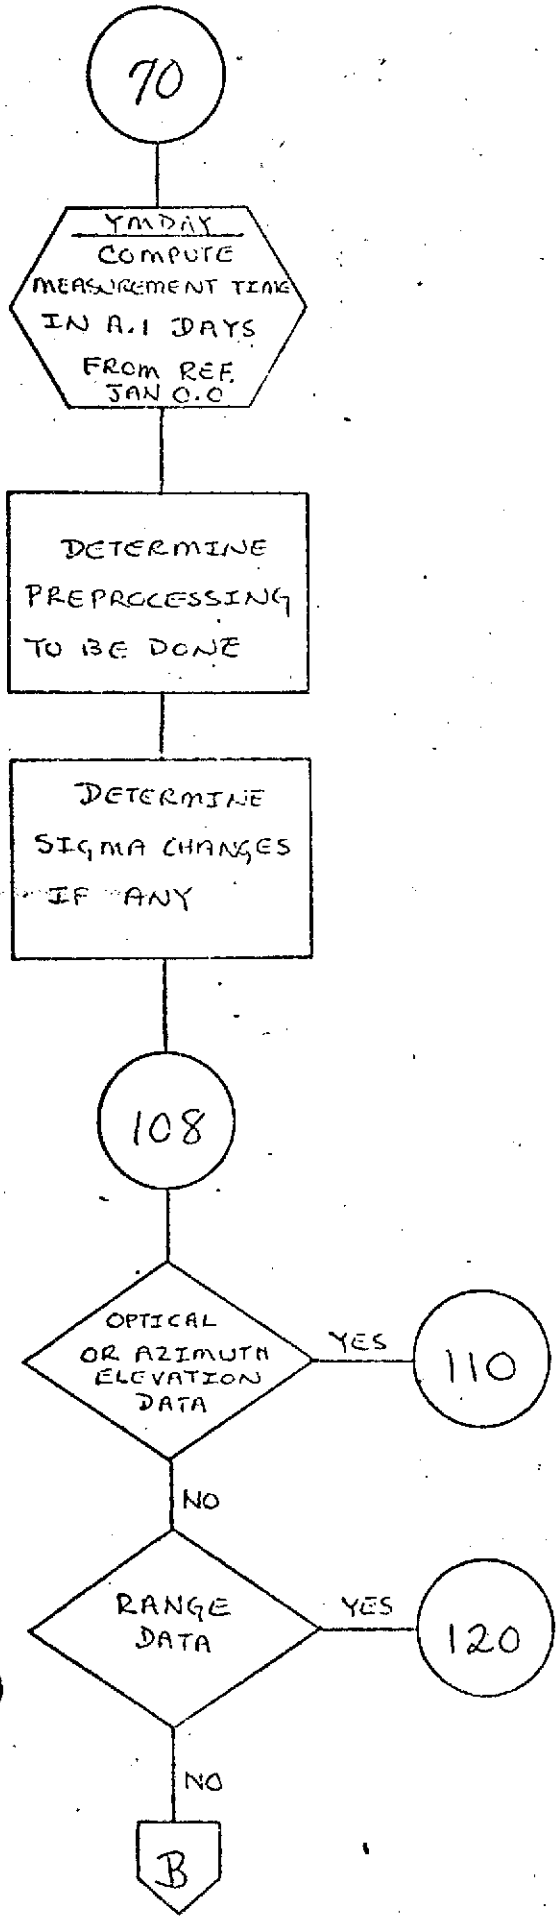 70
YMDAY
COMPUTE
MEASUREMENT TIME
IN A.1 DAYS
FROM REF.
JAN 0.0
DETERMINE
PREPROCESSING
TO BE DONE
DETERMINE
SIGMA CHANGES
IF ANY
108
OPTICAL
OR AZIMUTH
ELEVATION
DATA
YES
110
NO
RANGE
DATA
YES
120
NO
B